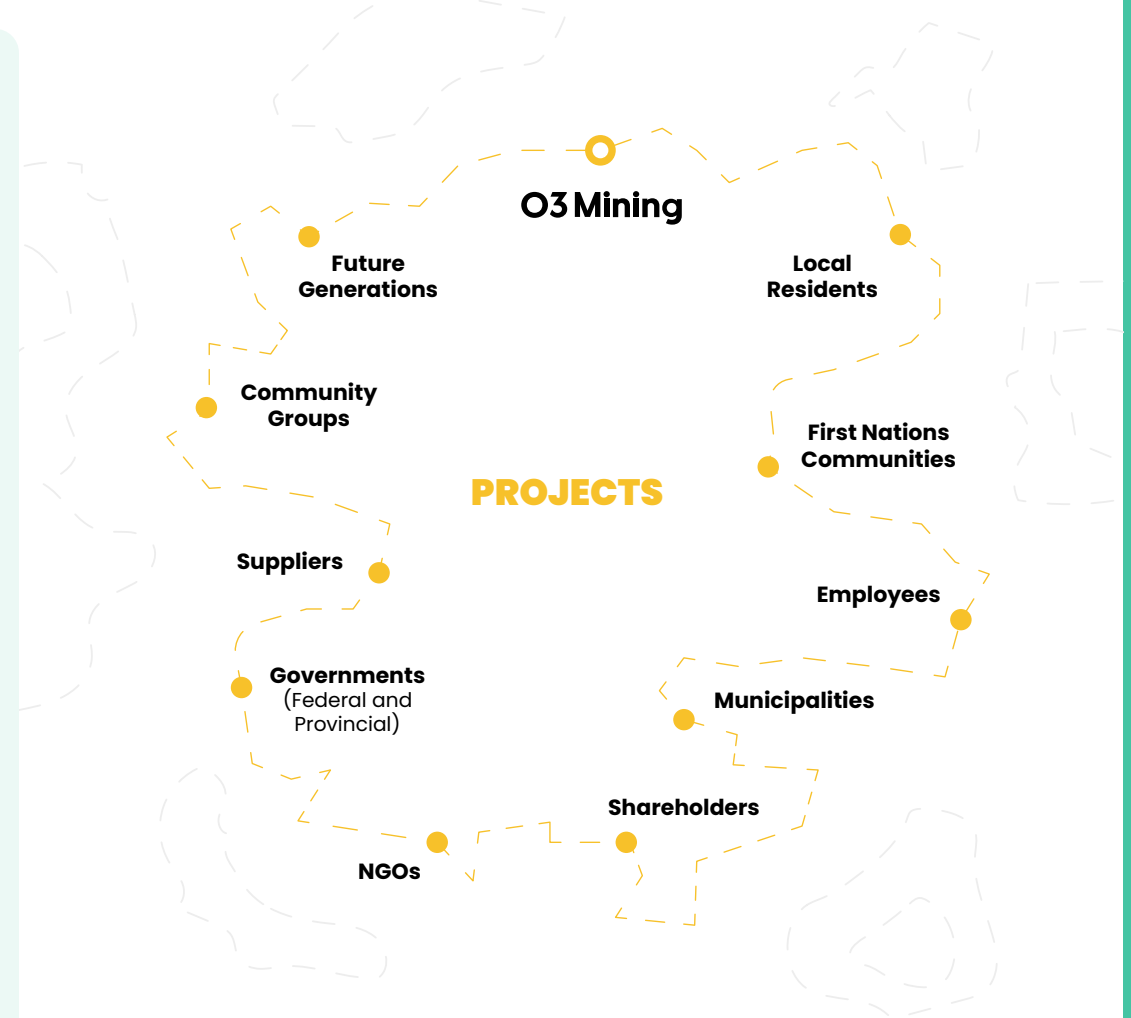 O3 Mining
Future
Generations
Local
Residents
Community
Groups
First Nations
Communities
PROJECTS
Suppliers
Employees
Governments
(Federal and
Provincial)
Municipalities
Shareholders
NGOs